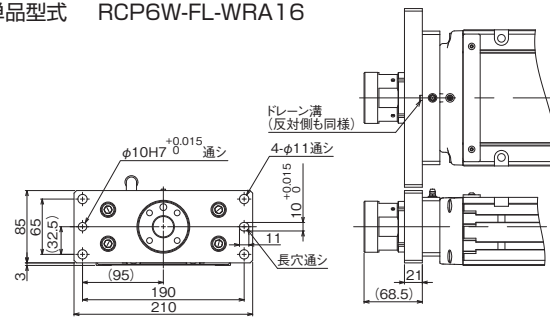 単品型式 RCP6W-FL-WRA16
ドレーン溝
(反対側も同様)
φ10H7 +0.015 0 通シ
4-φ11通シ
10 +0.015 0
85
65
(32.5)
3
11
長穴通シ
(95)
190
210
21
(68.5)